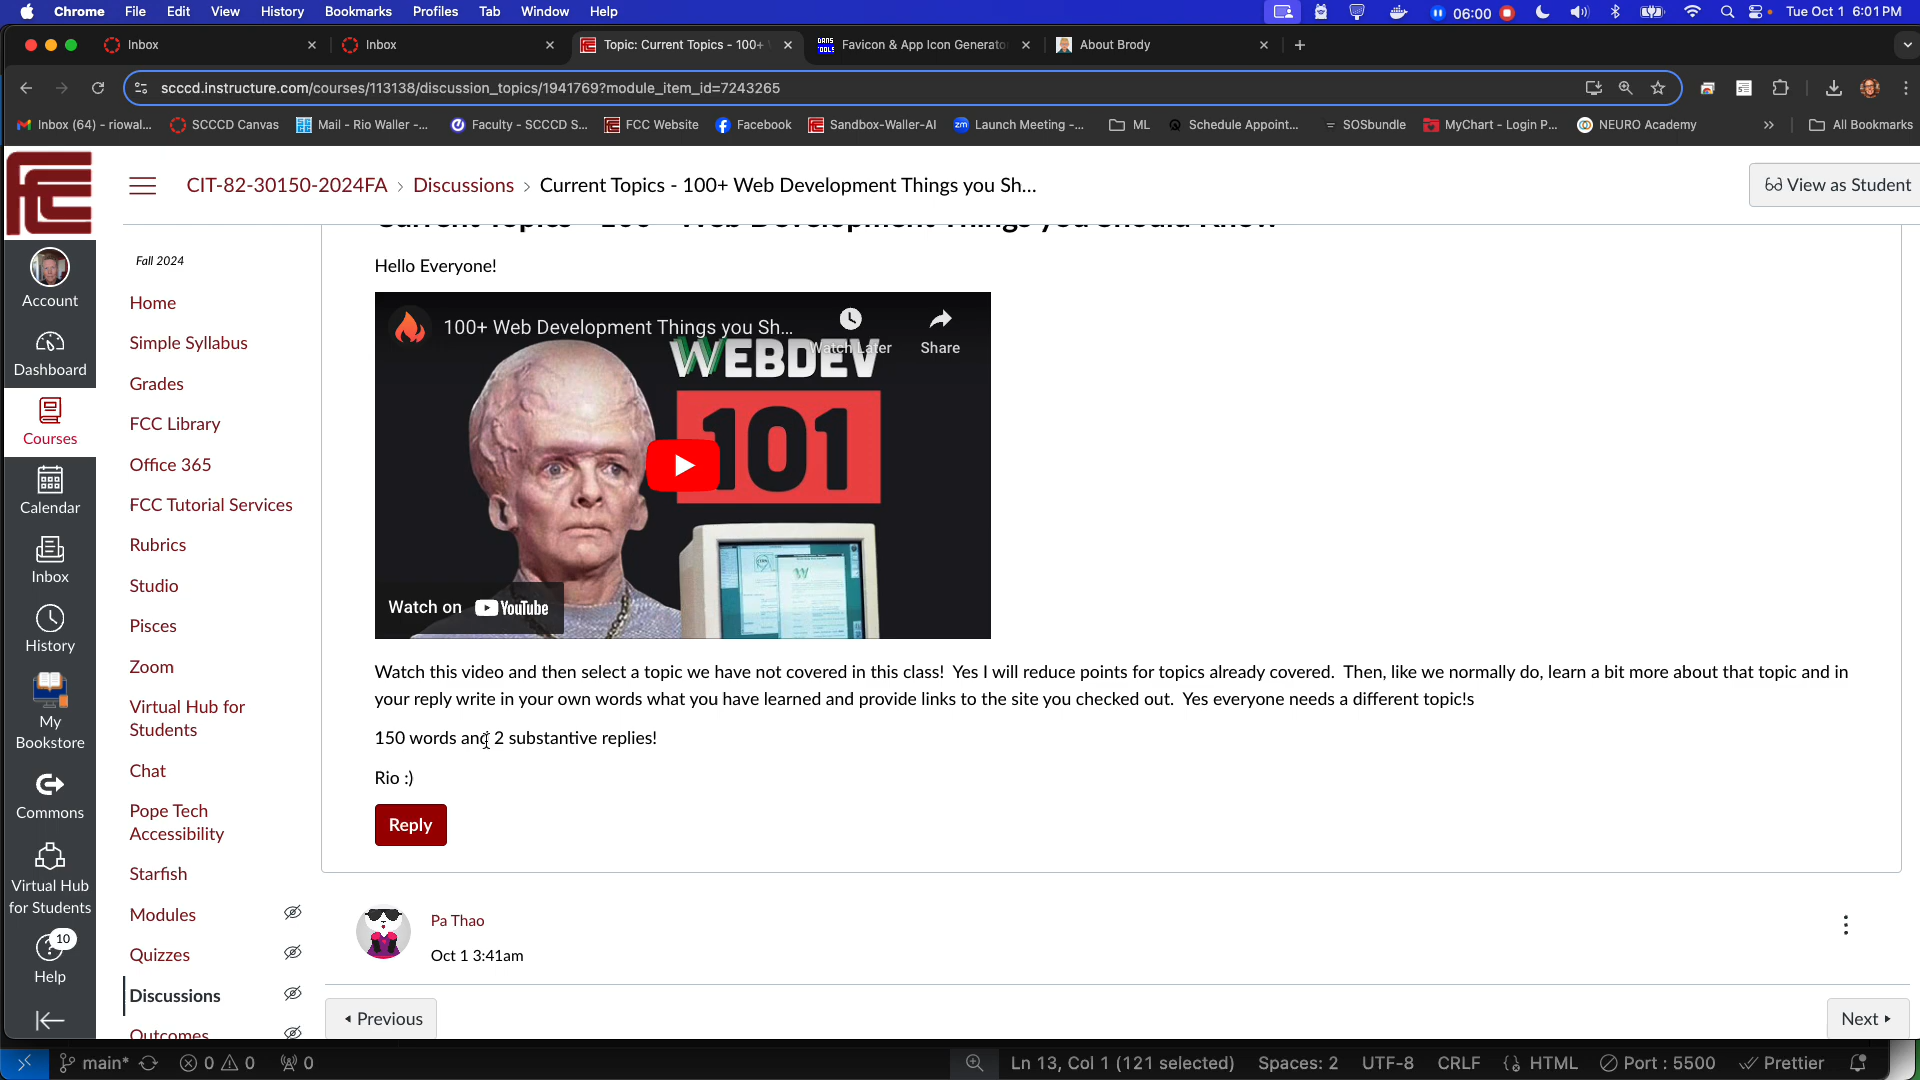 Chrome File Edit View History Bookmarks Profiles Tab Window Help 06:00 Tue Oct 1 6:01 PM
Inbox Inbox Topic: Current Topics - 100+ Favicon & App Icon Generato About Brody
scccd.instructure.com/courses/113138/discussion_topics/1941769?module_item_id=7243265
Inbox (64) - riowal... SCCCD Canvas Mail - Rio Waller -... Faculty - SCCCD S... FCC Website Facebook Sandbox-Waller-AI Launch Meeting -... ML Schedule Appoint... SOSbundle MyChart - Login P... NEURO Academy » All Bookmarks
CIT-82-30150-2024FA › Discussions › Current Topics - 100+ Web Development Things you Sh...
View as Student
Current Topics - 100+ Web Development Things you Should Know
Account
Dashboard
Courses
Calendar
Inbox
History
My
Bookstore
Commons
Virtual Hub
for Students
10
Help
Fall 2024
Home
Simple Syllabus
Grades
FCC Library
Office 365
FCC Tutorial Services
Rubrics
Studio
Pisces
Zoom
Virtual Hub for
Students
Chat
Pope Tech
Accessibility
Starfish
Modules
Quizzes
Discussions
Outcomes
Hello Everyone!
100+ Web Development Things you Sh...
Watch Later
Share
WEBDEV
101
W
Watch on YouTube
Watch this video and then select a topic we have not covered in this class!  Yes I will reduce points for topics already covered.  Then, like we normally do, learn a bit more about that topic and in
your reply write in your own words what you have learned and provide links to the site you checked out.  Yes everyone needs a different topic!s
150 words and 2 substantive replies!
Rio :)
Reply
Pa Thao
Oct 1 3:41am
Previous
Next
main* 0 0 0 Ln 13, Col 1 (121 selected) Spaces: 2 UTF-8 CRLF {} HTML Port : 5500 Prettier